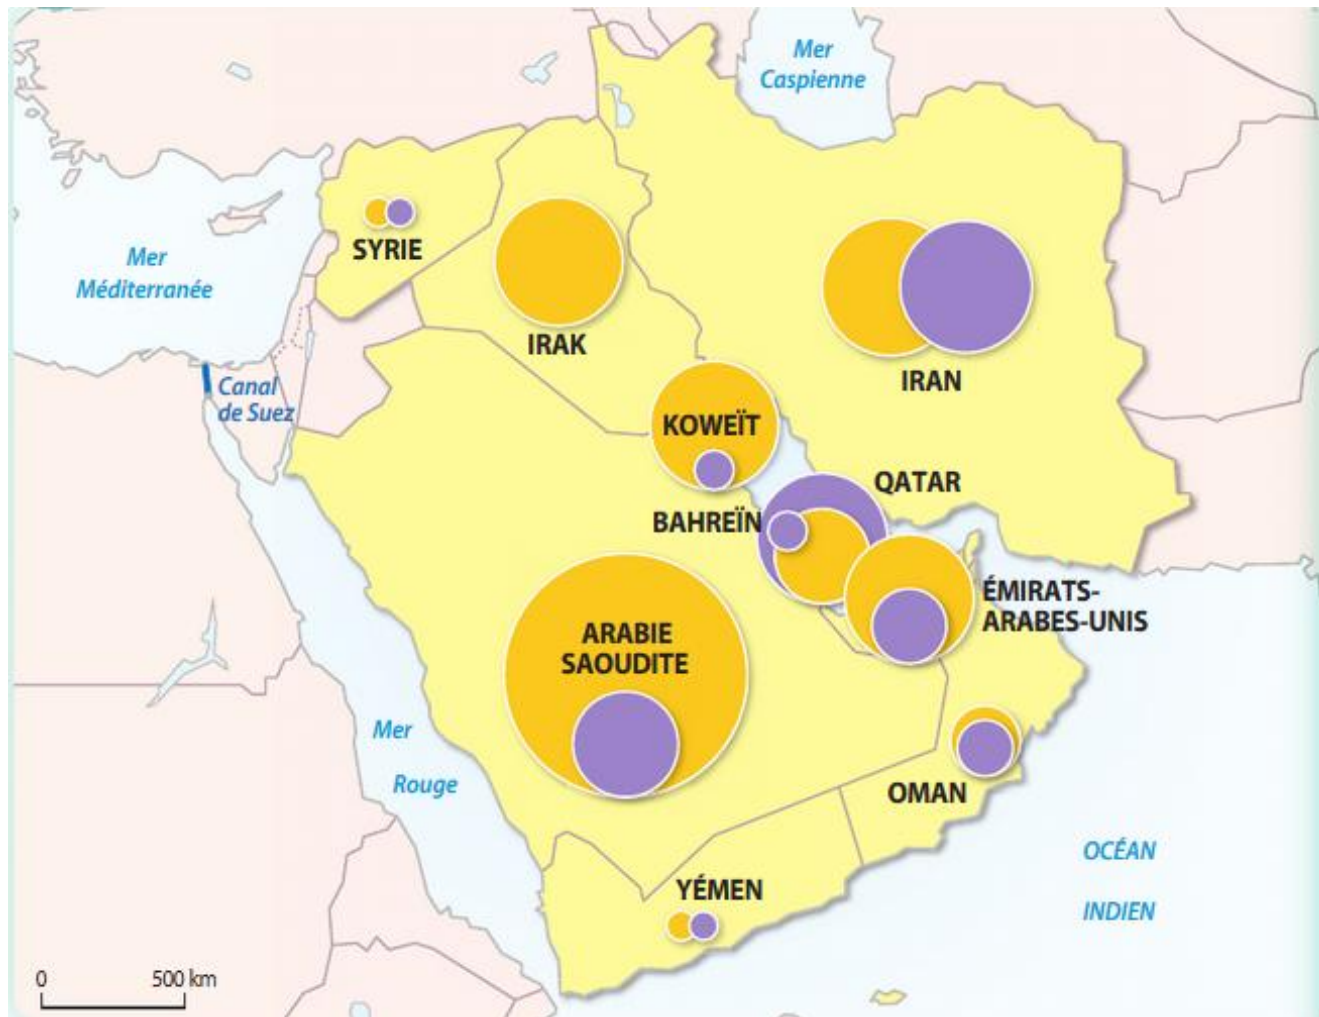 Mer
Caspienne
SYRIE
Mer
Méditerranée
IRAK
IRAN
Canal
de Suez
KOWEÏT
QATAR
BAHREÏN
ÉMIRATS-
ARABES-UNIS
ARABIE
SAOUDITE
Mer
Rouge
OMAN
OCÉAN
INDIEN
YÉMEN
0 500 km